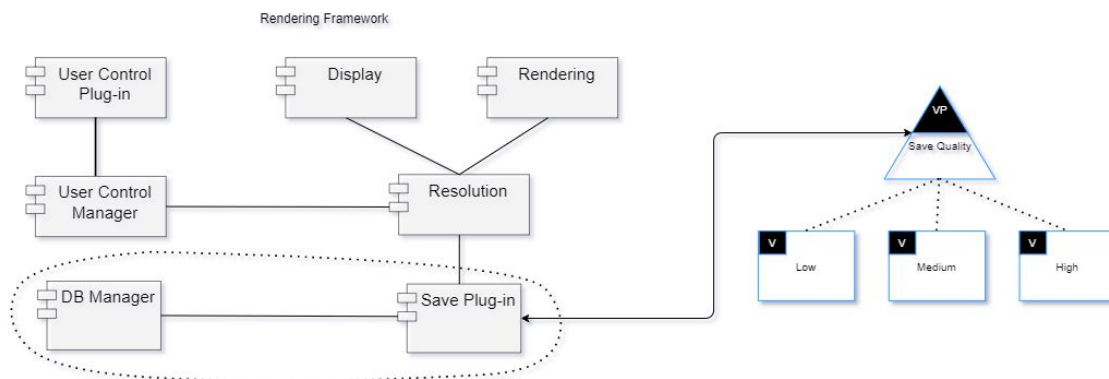 Rendering Framework
User Control
Plug-in
Display
Rendering
VP
Save Quality
User Control
Manager
Resolution
V
Low
V
Medium
V
High
DB Manager
Save Plug-in